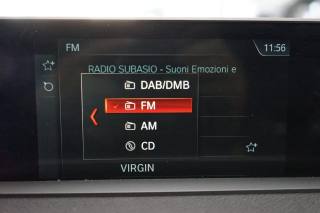 FM
11:56
RADIO SUBASIO - Suoni Emozioni e
DAB/DMB
FM
AM
CD
VIRGIN